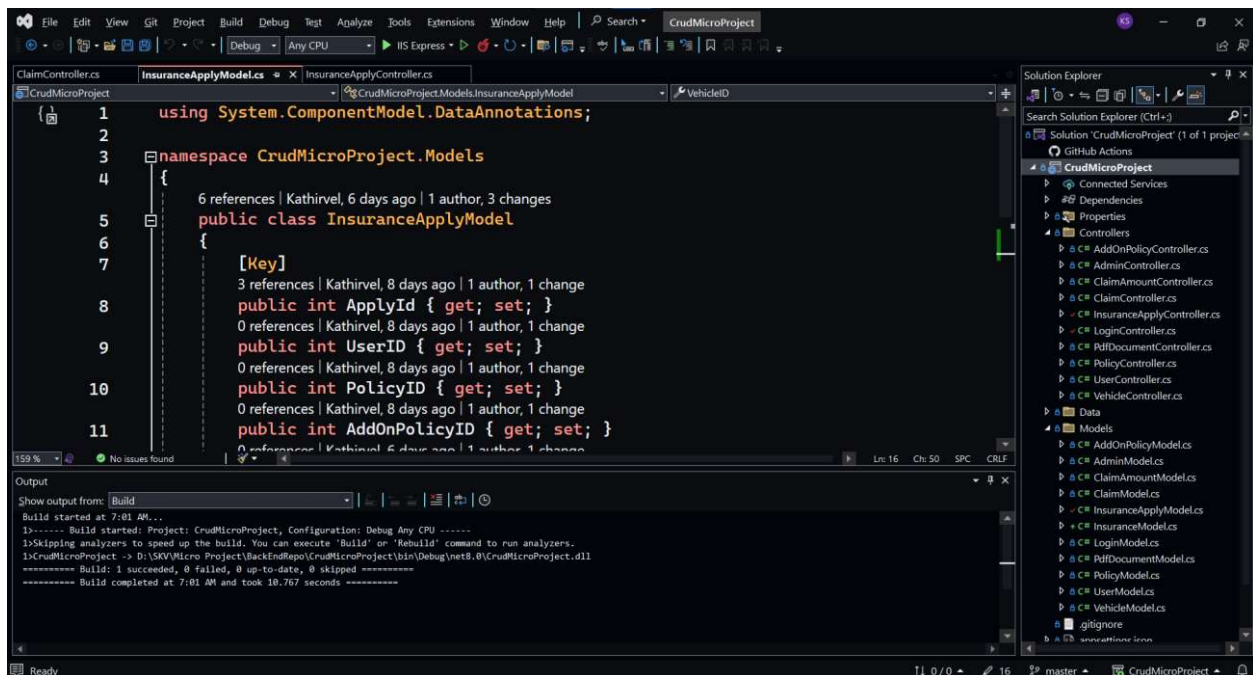 File Edit View Git Project Build Debug Test Analyze Tools Extensions Window Help Search CrudMicroProject KS
Debug Any CPU IIS Express
ClaimController.cs InsuranceApplyModel.cs InsuranceApplyController.cs
CrudMicroProject CrudMicroProject.Models.InsuranceApplyModel VehicleID
1 using System.ComponentModel.DataAnnotations;
2
3 namespace CrudMicroProject.Models
4 {
6 references | Kathirvel, 6 days ago | 1 author, 3 changes
5 public class InsuranceApplyModel
6 {
7 [Key]
3 references | Kathirvel, 8 days ago | 1 author, 1 change
8 public int ApplyId { get; set; }
0 references | Kathirvel, 8 days ago | 1 author, 1 change
9 public int UserID { get; set; }
0 references | Kathirvel, 8 days ago | 1 author, 1 change
10 public int PolicyID { get; set; }
0 references | Kathirvel, 8 days ago | 1 author, 1 change
11 public int AddOnPolicyID { get; set; }
0 references | Kathirvel, 6 days ago | 1 author, 1 change
159 % No issues found Ln: 16 Ch: 50 SPC CRLF
Output
Show output from: Build
Build started at 7:01 AM...
1>------ Build started: Project: CrudMicroProject, Configuration: Debug Any CPU ------
1>Skipping analyzers to speed up the build. You can execute 'Build' or 'Rebuild' command to run analyzers.
1>CrudMicroProject -> D:\SKV\Micro Project\BackEndRepo\CrudMicroProject\bin\Debug\net8.0\CrudMicroProject.dll
========== Build: 1 succeeded, 0 failed, 0 up-to-date, 0 skipped ==========
========== Build completed at 7:01 AM and took 10.767 seconds ==========
Solution Explorer
Search Solution Explorer (Ctrl+;)
Solution 'CrudMicroProject' (1 of 1 projec
GitHub Actions
CrudMicroProject
Connected Services
Dependencies
Properties
Controllers
C# AddOnPolicyController.cs
C# AdminController.cs
C# ClaimAmountController.cs
C# ClaimController.cs
C# InsuranceApplyController.cs
C# LoginController.cs
C# PdfDocumentController.cs
C# PolicyController.cs
C# UserController.cs
C# VehicleController.cs
Data
Models
C# AddOnPolicyModel.cs
C# AdminModel.cs
C# ClaimAmountModel.cs
C# ClaimModel.cs
C# InsuranceApplyModel.cs
C# InsuranceModel.cs
C# LoginModel.cs
C# PdfDocumentModel.cs
C# PolicyModel.cs
C# UserModel.cs
C# VehicleModel.cs
.gitignore
appsettings.json
Ready 0 / 0 16 master CrudMicroProject